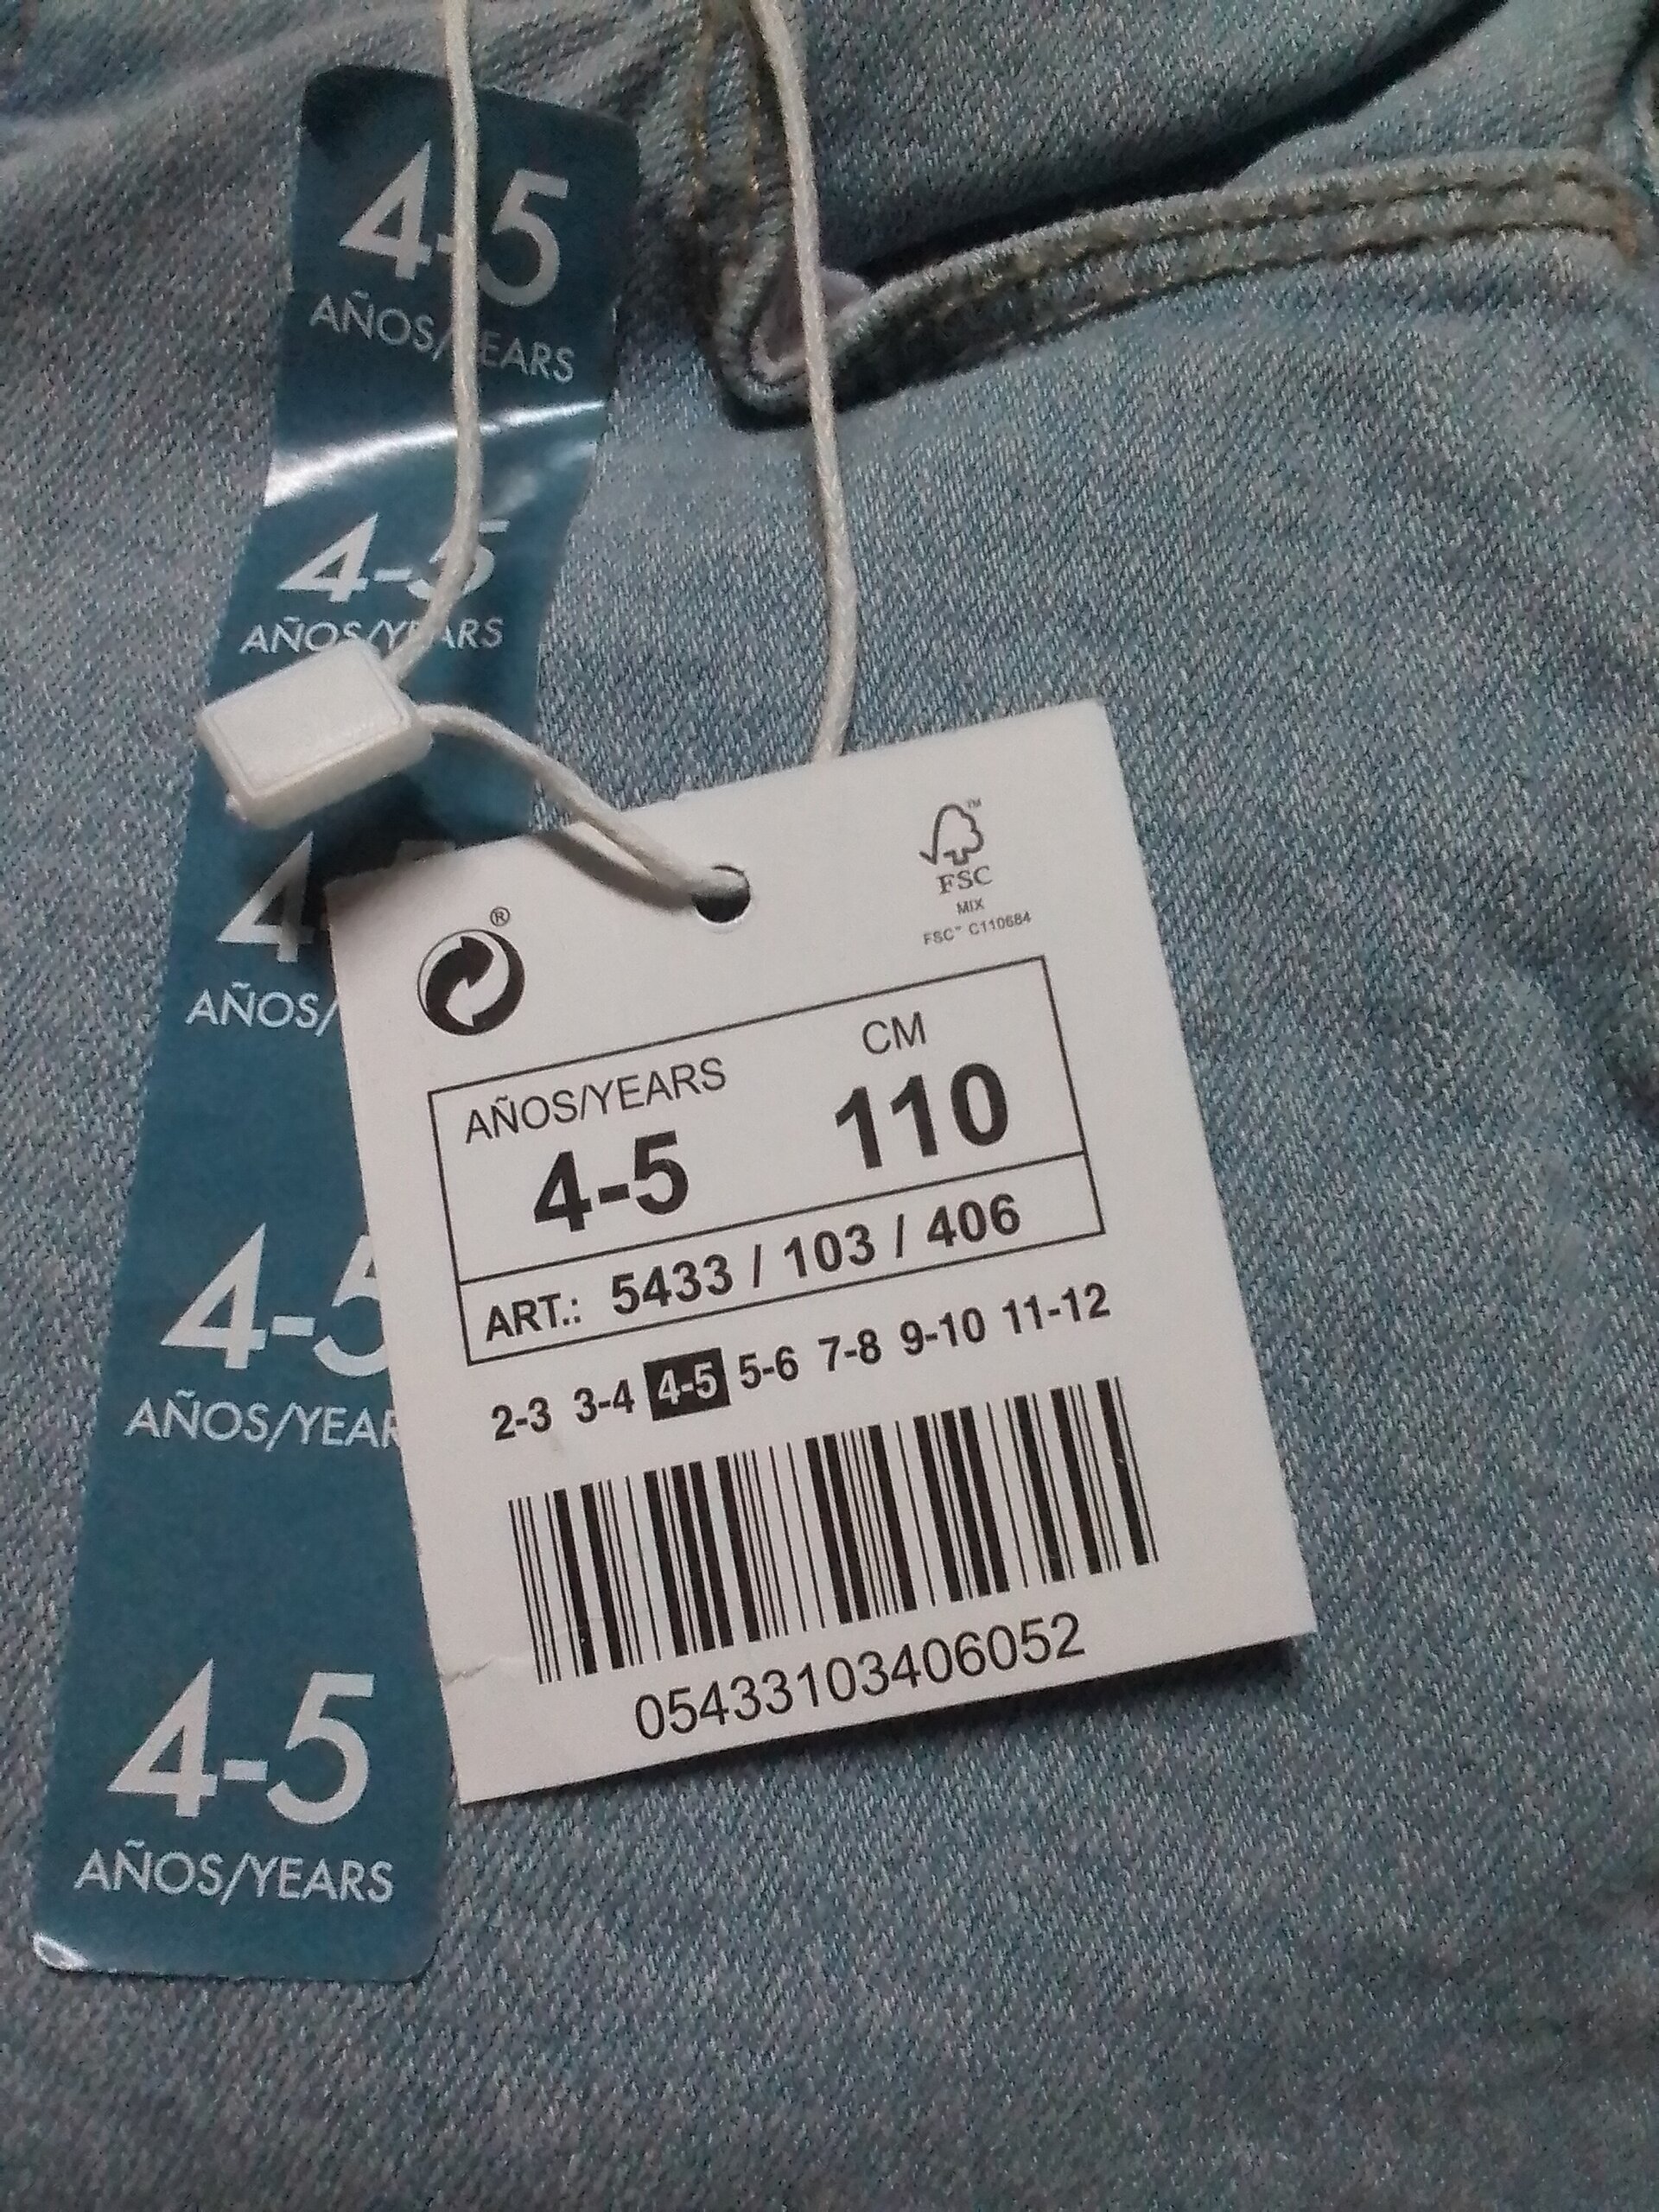 4-5
AÑOS/YEARS
4-5
AÑOS/YEARS
4
AÑOS/
4-5
AÑOS/YEAR
4-5
AÑOS/YEARS
®
™
FSC
MIX
FSC™ C110684
AÑOS/YEARS CM
4-5 110
ART.: 5433 / 103 / 406
2-3 3-4 4-5 5-6 7-8 9-10 11-12
05433103406052